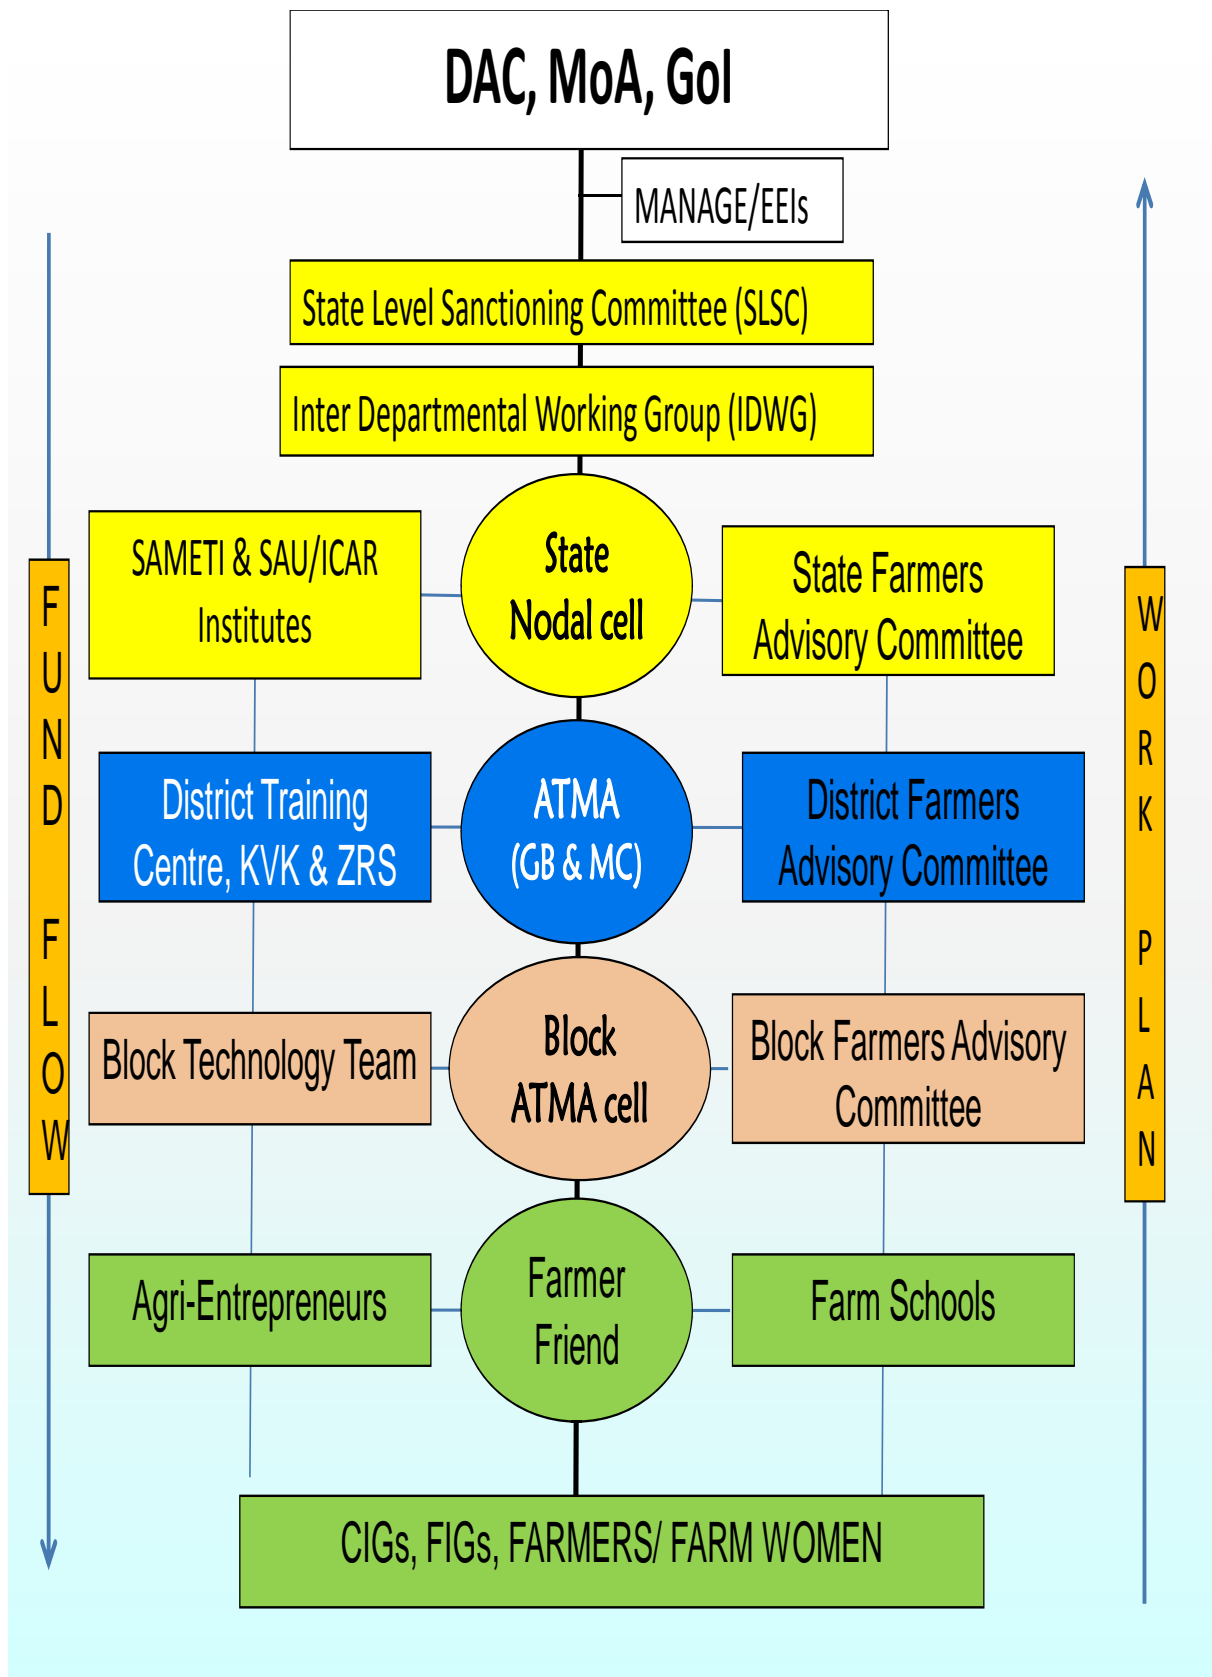 DAC, MoA, GoI
MANAGE/EEIs
State Level Sanctioning Committee (SLSC)
Inter Departmental Working Group (IDWG)
SAMETI & SAU/ICAR
Institutes
State
Nodal cell
State Farmers
Advisory Committee
District Training
Centre, KVK & ZRS
ATMA
(GB & MC)
District Farmers
Advisory Committee
Block Technology Team
Block
ATMA cell
Block Farmers Advisory
Committee
Agri-Entrepreneurs
Farmer
Friend
Farm Schools
CIGs, FIGs, FARMERS/ FARM WOMEN
FUND FLOW
WORK PLAN